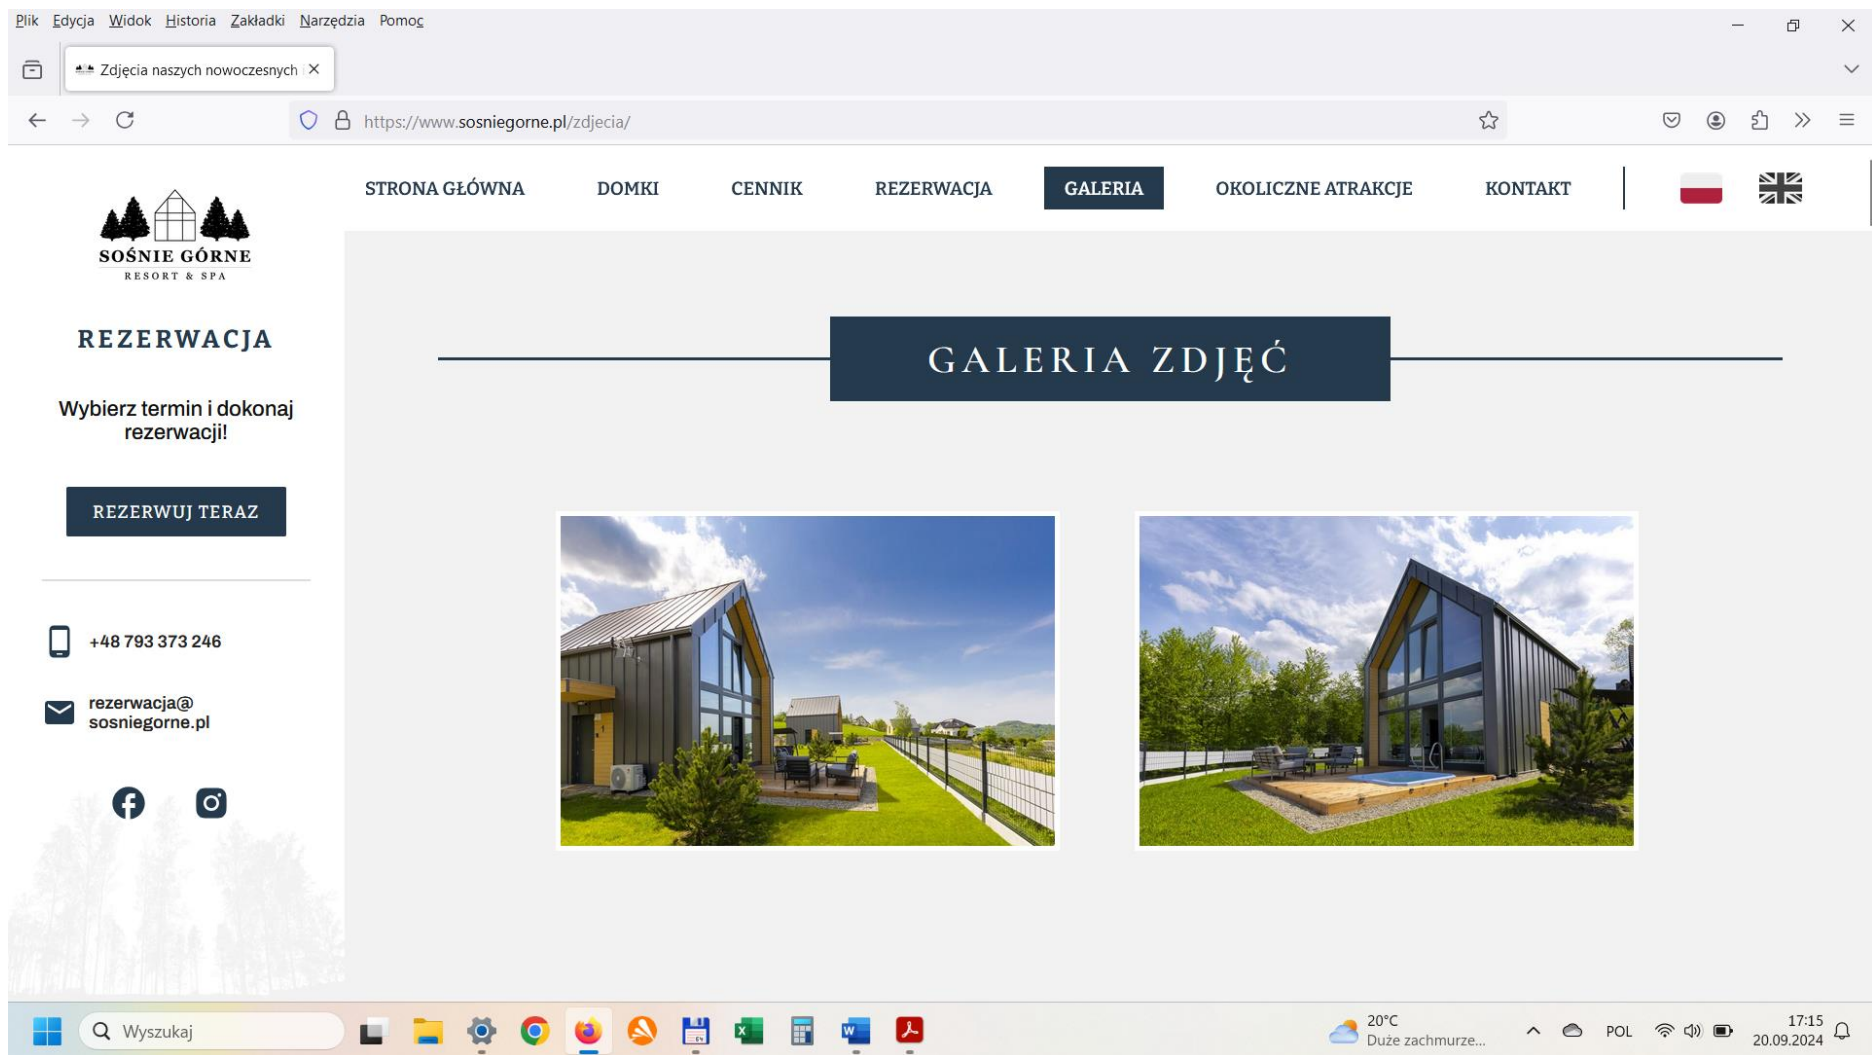 Plik Edycja Widok Historia Zakładki Narzędzia Pomoc
Zdjęcia naszych nowoczesnych i
https://www.sosniegorne.pl/zdjecia/
STRONA GŁÓWNA DOMKI CENNIK REZERWACJA GALERIA OKOLICZNE ATRAKCJE KONTAKT
SOŚNIE GÓRNE
RESORT & SPA
REZERWACJA
Wybierz termin i dokonaj
rezerwacji!
REZERWUJ TERAZ
+48 793 373 246
rezerwacja@
sosniegorne.pl
GALERIA ZDJĘĆ
Wyszukaj
20°C
Duże zachmurze...
POL
17:15
20.09.2024